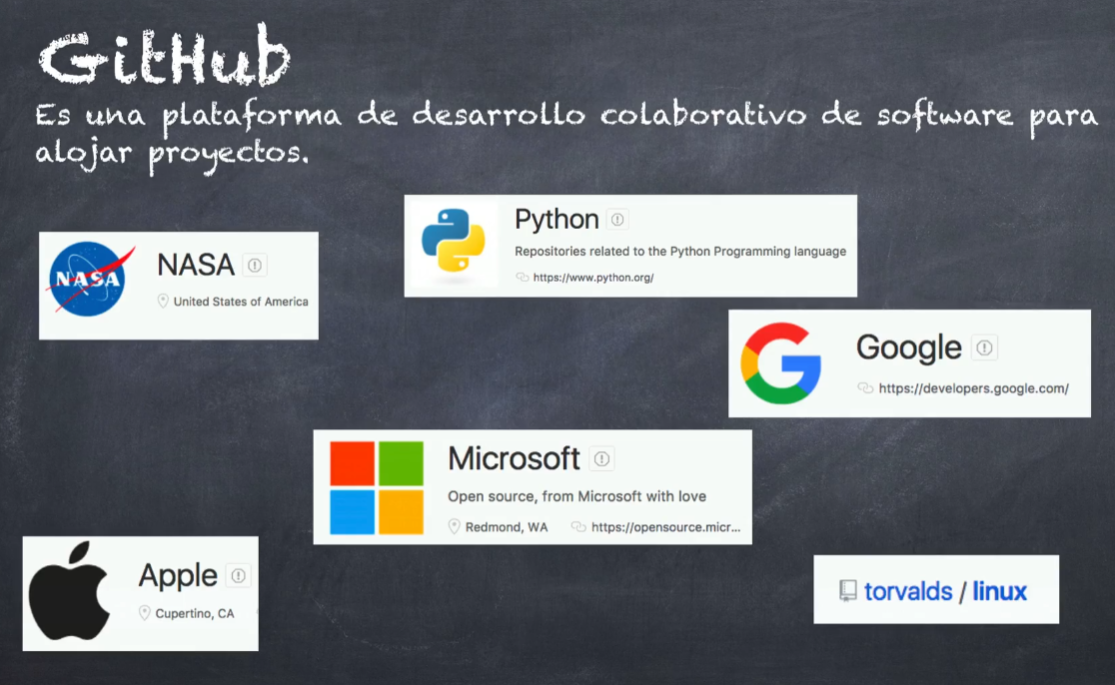 GitHub
Es una plataforma de desarrollo colaborativo de software para
alojar proyectos.
Python
Repositories related to the Python Programming language
https://www.python.org/
NASA
NASA
United States of America
Google
https://developers.google.com/
Microsoft
Open source, from Microsoft with love
Redmond, WA https://opensource.micr...
Apple
Cupertino, CA
torvalds / linux